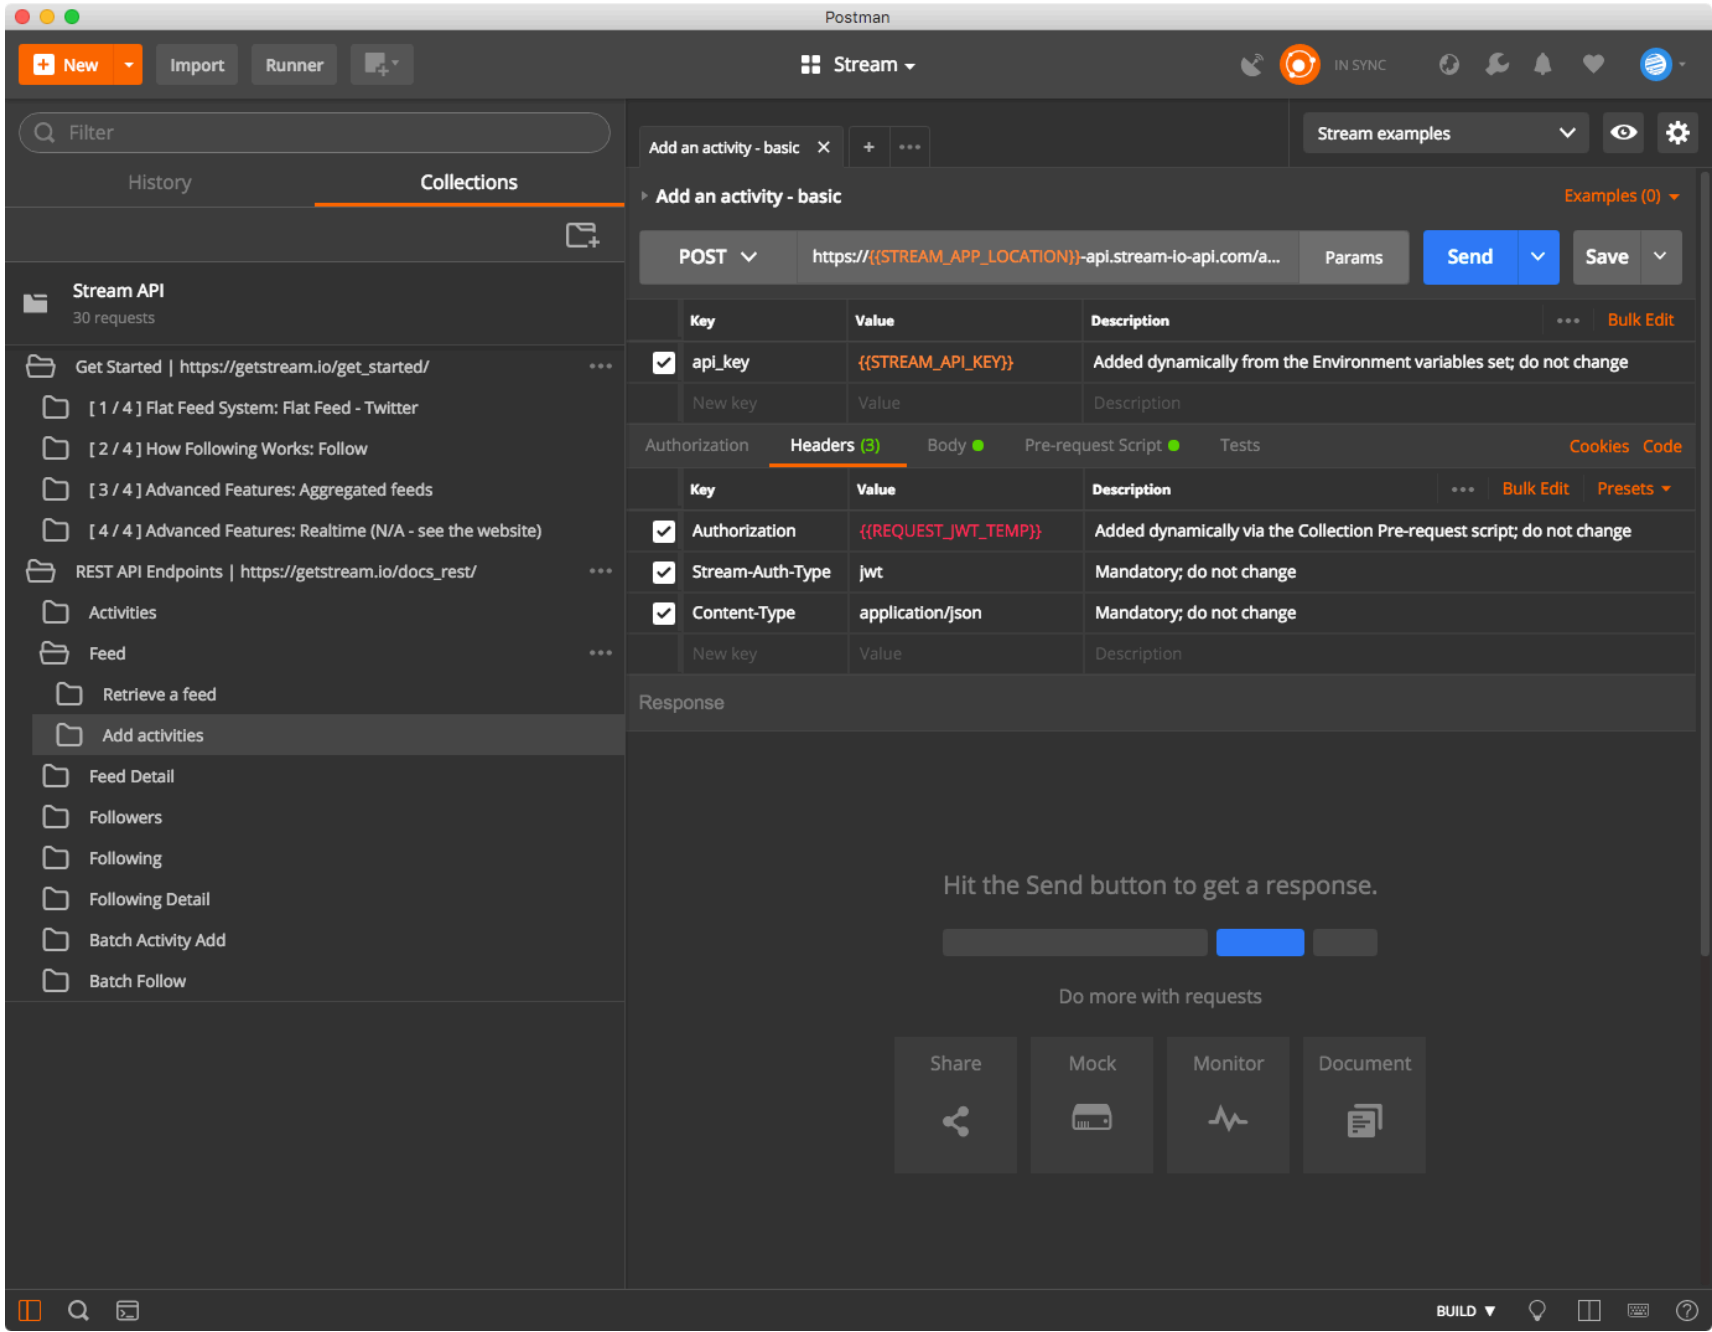 Postman
New
Import
Runner
Stream
IN SYNC
Filter
History
Collections
Stream API
30 requests
Get Started | https://getstream.io/get_started/
[ 1 / 4 ] Flat Feed System: Flat Feed - Twitter
[ 2 / 4 ] How Following Works: Follow
[ 3 / 4 ] Advanced Features: Aggregated feeds
[ 4 / 4 ] Advanced Features: Realtime (N/A - see the website)
REST API Endpoints | https://getstream.io/docs_rest/
Activities
Feed
Retrieve a feed
Add activities
Feed Detail
Followers
Following
Following Detail
Batch Activity Add
Batch Follow
Add an activity - basic
Stream examples
Add an activity - basic
Examples (0)
POST
https://{{STREAM_APP_LOCATION}}-api.stream-io-api.com/a...
Params
Send
Save
Key Value Description Bulk Edit
api_key {{STREAM_API_KEY}} Added dynamically from the Environment variables set; do not change
New key Value Description
Authorization Headers (3) Body Pre-request Script Tests Cookies Code
Key Value Description Bulk Edit Presets
Authorization {{REQUEST_JWT_TEMP}} Added dynamically via the Collection Pre-request script; do not change
Stream-Auth-Type jwt Mandatory; do not change
Content-Type application/json Mandatory; do not change
New key Value Description
Response
Hit the Send button to get a response.
Do more with requests
Share Mock Monitor Document
BUILD